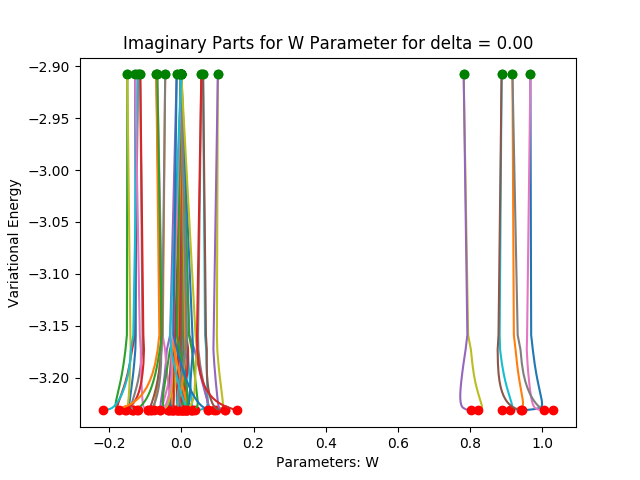 Imaginary Parts for W Parameter for delta = 0.00
−2.90
−2.95
−3.00
−3.05
−3.10
−3.15
−3.20
Variational Energy
−0.2 0.0 0.2 0.4 0.6 0.8 1.0
Parameters: W